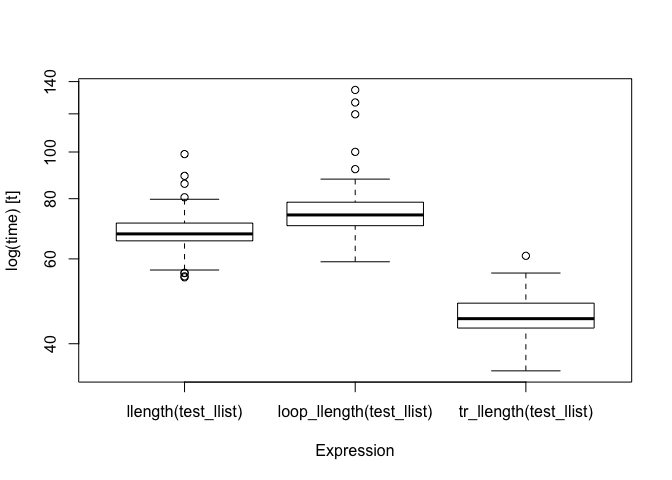 log(time) [t]
140
100
80
60
40
llength(test_llist)
loop_llength(test_llist)
tr_llength(test_llist)
Expression